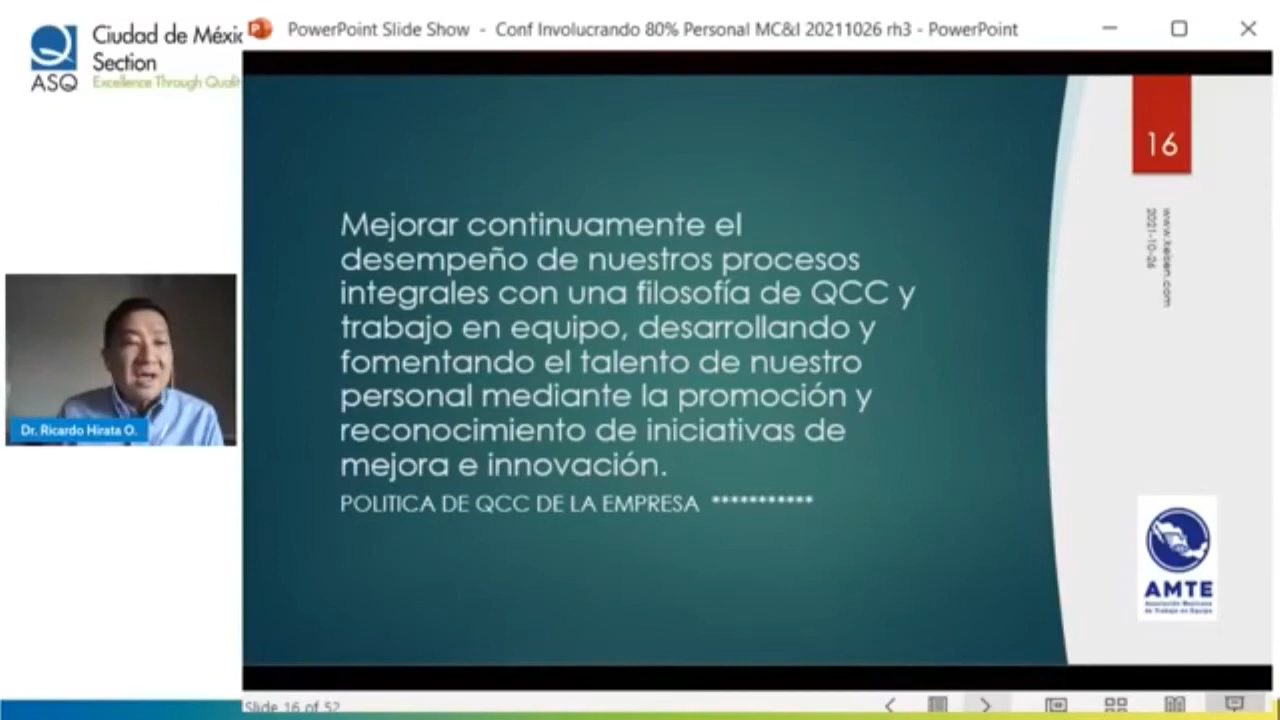 Ciudad de Méxic
Section
Excellence Through Qualit
ASQ
PowerPoint Slide Show - Conf Involucrando 80% Personal MC&I 20211026 rh3 - PowerPoint
16
www.keisen.com
2021-10-26
Mejorar continuamente el
desempeño de nuestros procesos
integrales con una filosofía de QCC y
trabajo en equipo, desarrollando y
fomentando el talento de nuestro
personal mediante la promoción y
reconocimiento de iniciativas de
mejora e innovación.
POLITICA DE QCC DE LA EMPRESA ***********
Dr. Ricardo Hirata O.
AMTE
Asociación Mexicana
de Trabajo en Equipo
Slide 16 of 52